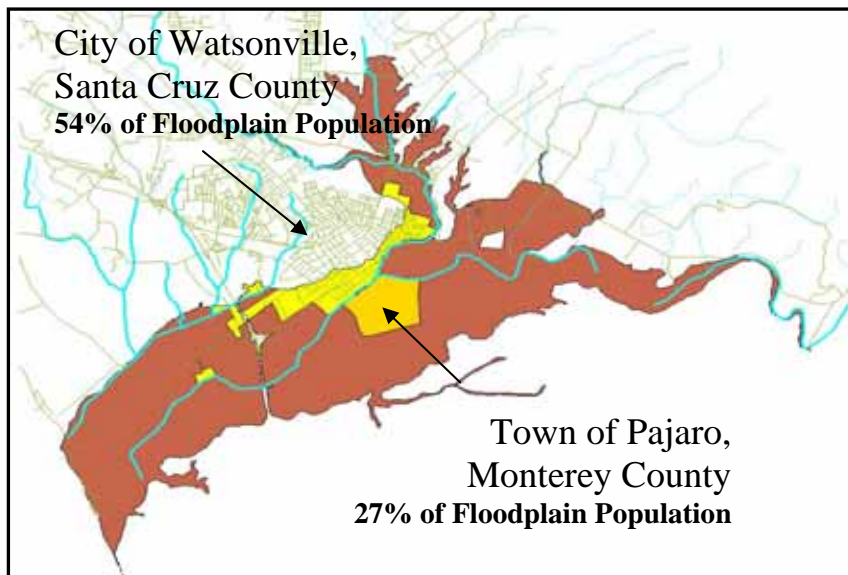 City of Watsonville,
Santa Cruz County
54% of Floodplain Population
Town of Pajaro,
Monterey County
27% of Floodplain Population